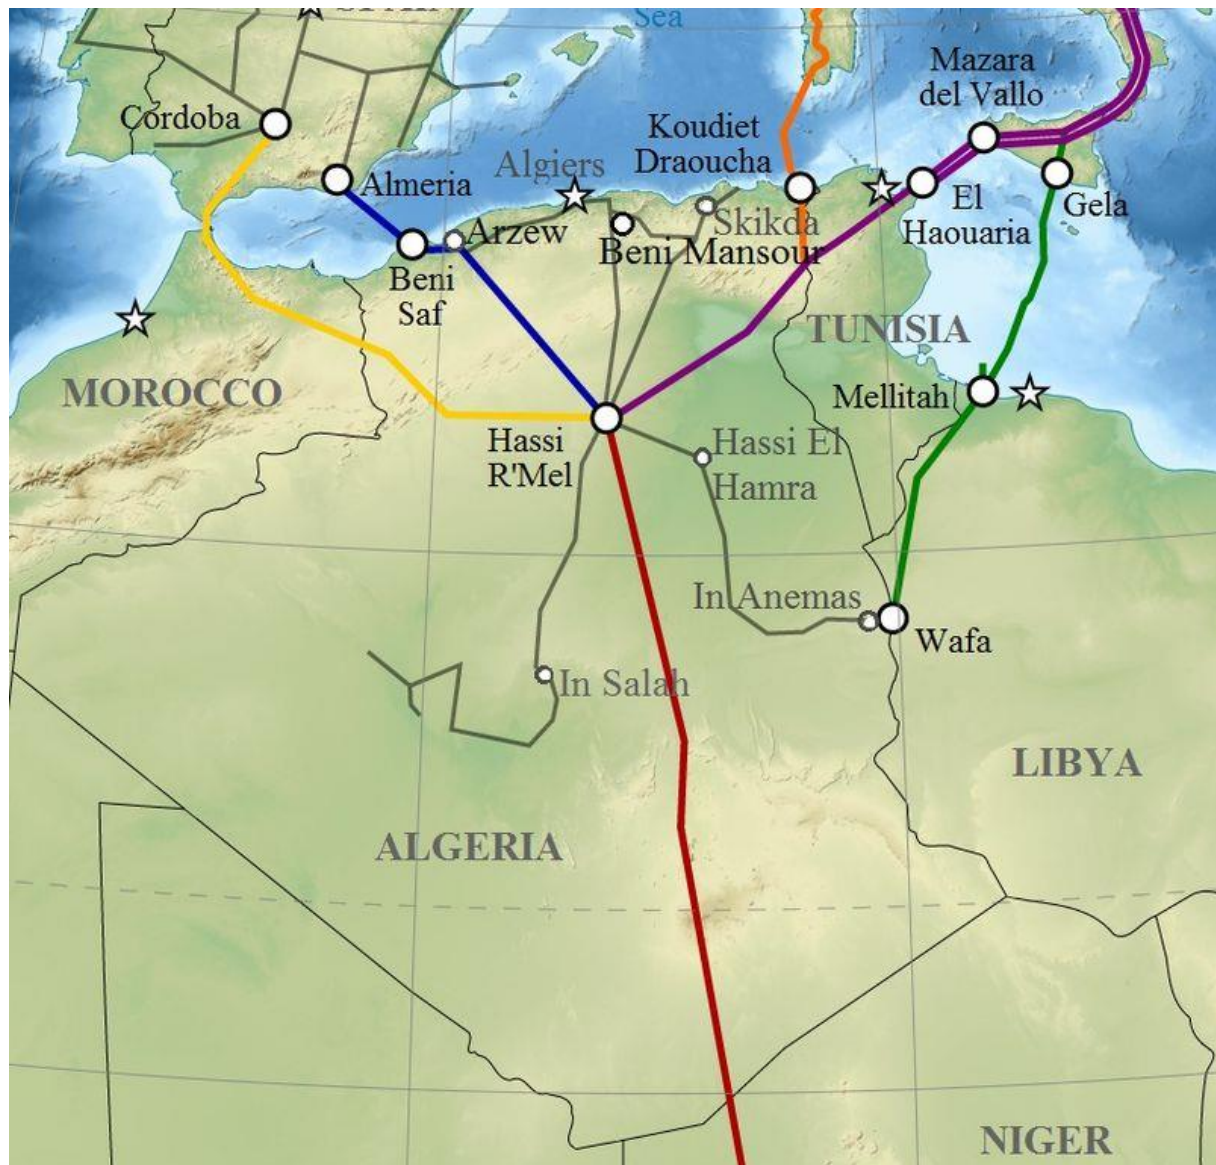 SPAIN
Sea
Mazara
del Vallo
Cordoba
Koudiet
Draoucha
Algiers
Almeria
El
Haouaria
Gela
Skikda
Arzew
Beni Mansour
Beni
Saf
TUNISIA
MOROCCO
Mellitah
Hassi
R'Mel
Hassi El
Hamra
In Anemas
Wafa
In Salah
LIBYA
ALGERIA
NIGER